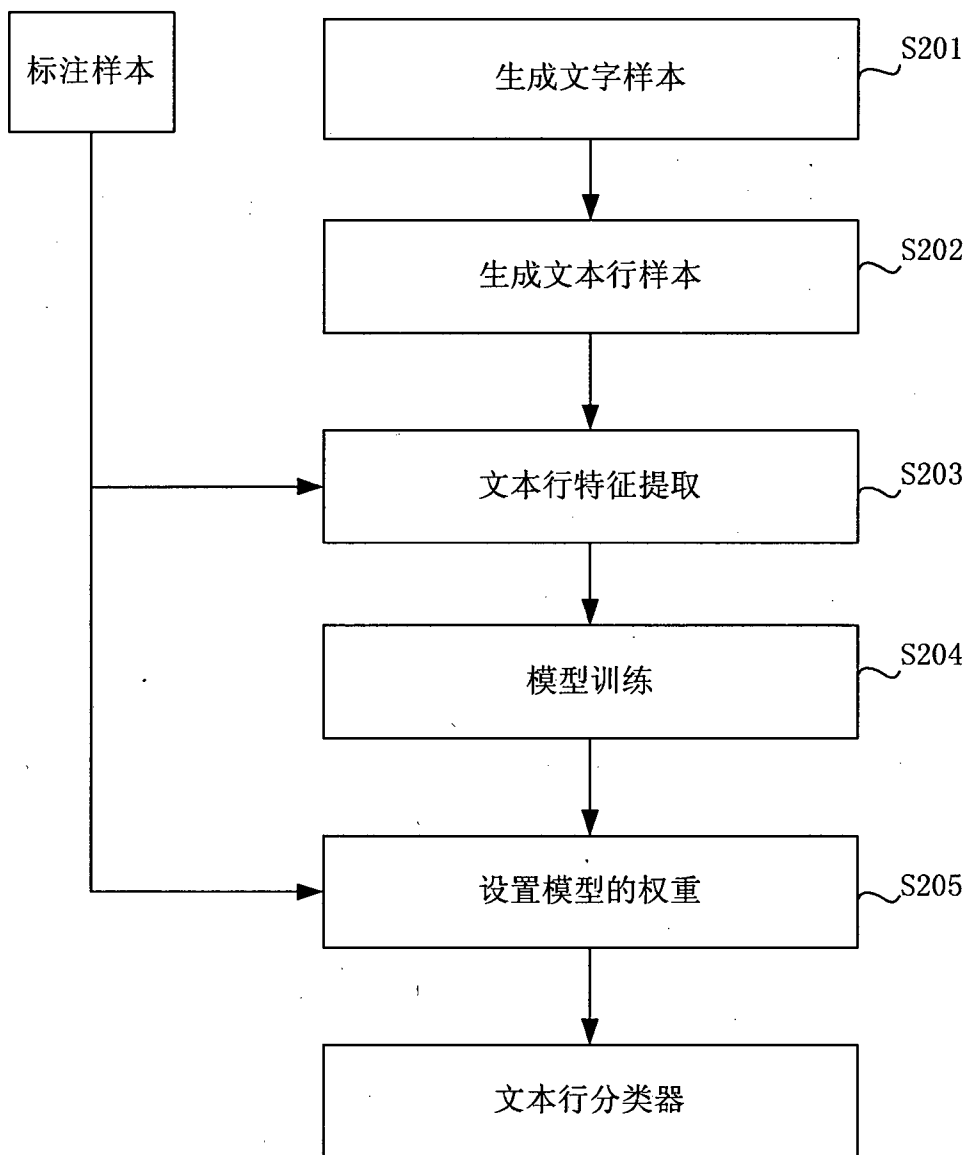 标注样本
生成文字样本
S201
生成文本行样本
S202
文本行特征提取
S203
模型训练
S204
设置模型的权重
S205
文本行分类器